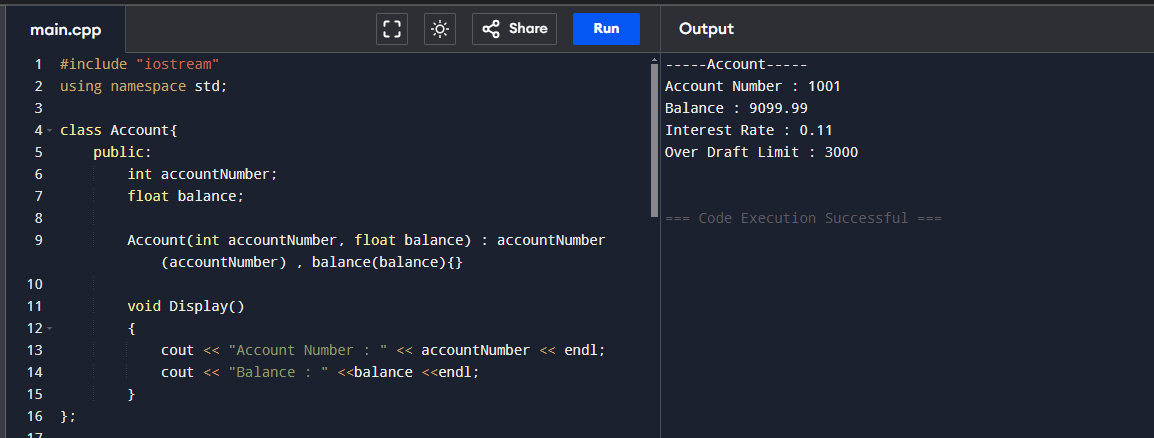 main.cpp
Share
Run
Output
1 #include "iostream"
2 using namespace std;
3
4 class Account{
5 public:
6 int accountNumber;
7 float balance;
8
9 Account(int accountNumber, float balance) : accountNumber
(accountNumber) , balance(balance){}
10
11 void Display()
12 {
13 cout << "Account Number : " << accountNumber << endl;
14 cout << "Balance : " <<balance <<endl;
15 }
16 };
17
-----Account-----
Account Number : 1001
Balance : 9099.99
Interest Rate : 0.11
Over Draft Limit : 3000
=== Code Execution Successful ===